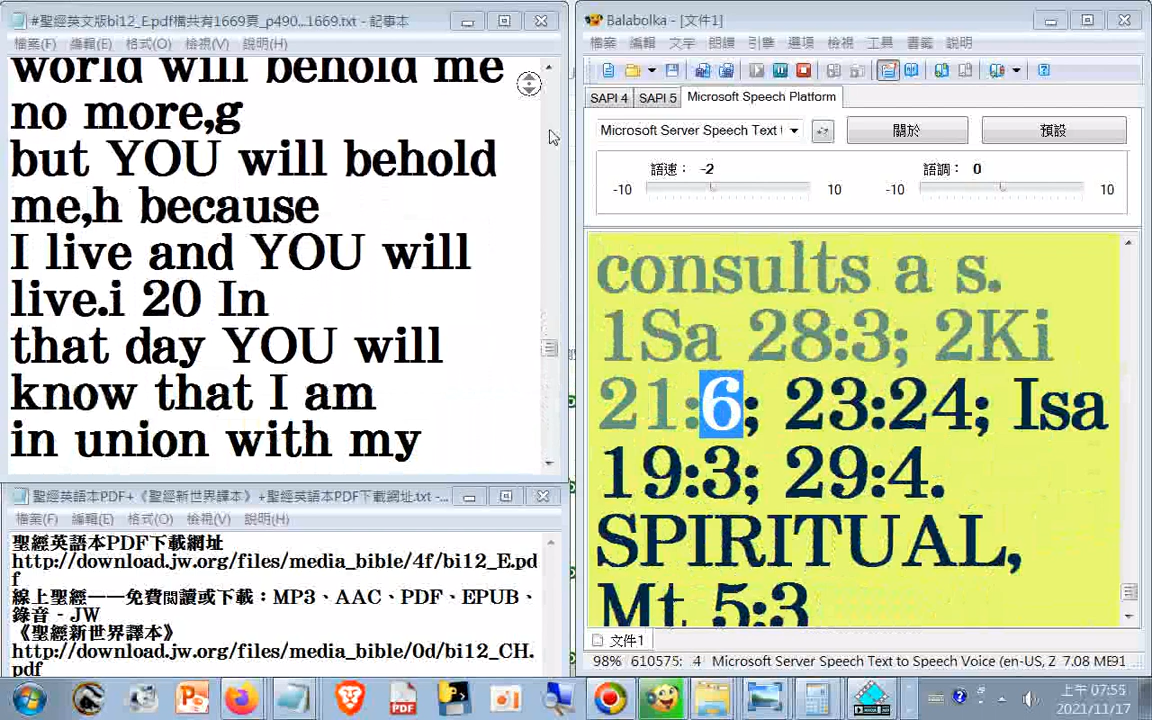 #聖經英文版bi12_E.pdf檔共有1669頁_p490...1669.txt - 記事本
檔案(F) 編輯(E) 格式(O) 檢視(V) 說明(H)
world will behold me
no more,g
but YOU will behold
me,h because
I live and YOU will
live.i 20 In
that day YOU will
know that I am
in union with my
聖經英語本PDF+《聖經新世界譯本》+聖經英語本PDF下載網址.txt - ...
檔案(F) 編輯(E) 格式(O) 檢視(V) 說明(H)
聖經英語本PDF下載網址
http://download.jw.org/files/media_bible/4f/bi12_E.pd
f
線上聖經——免費閱讀或下載：MP3、AAC、PDF、EPUB、
錄音 - JW
《聖經新世界譯本》
http://download.jw.org/files/media_bible/0d/bi12_CH.
pdf
Balabolka - [文件1]
檔案 編輯 文字 朗讀 引擎 選項 檢視 工具 書籤 說明
SAPI 4 SAPI 5 Microsoft Speech Platform
Microsoft Server Speech Text
關於 預設
語速： -2 語調： 0
-10 10 -10 10
consults a s.
1Sa 28:3; 2Ki
21:6; 23:24; Isa
19:3; 29:4.
SPIRITUAL,
Mt 5:3
文件1
98% 610575: 4 Microsoft Server Speech Text to Speech Voice (en-US, Z 7.08 ME91
PDF
上午 07:55
2021/11/17